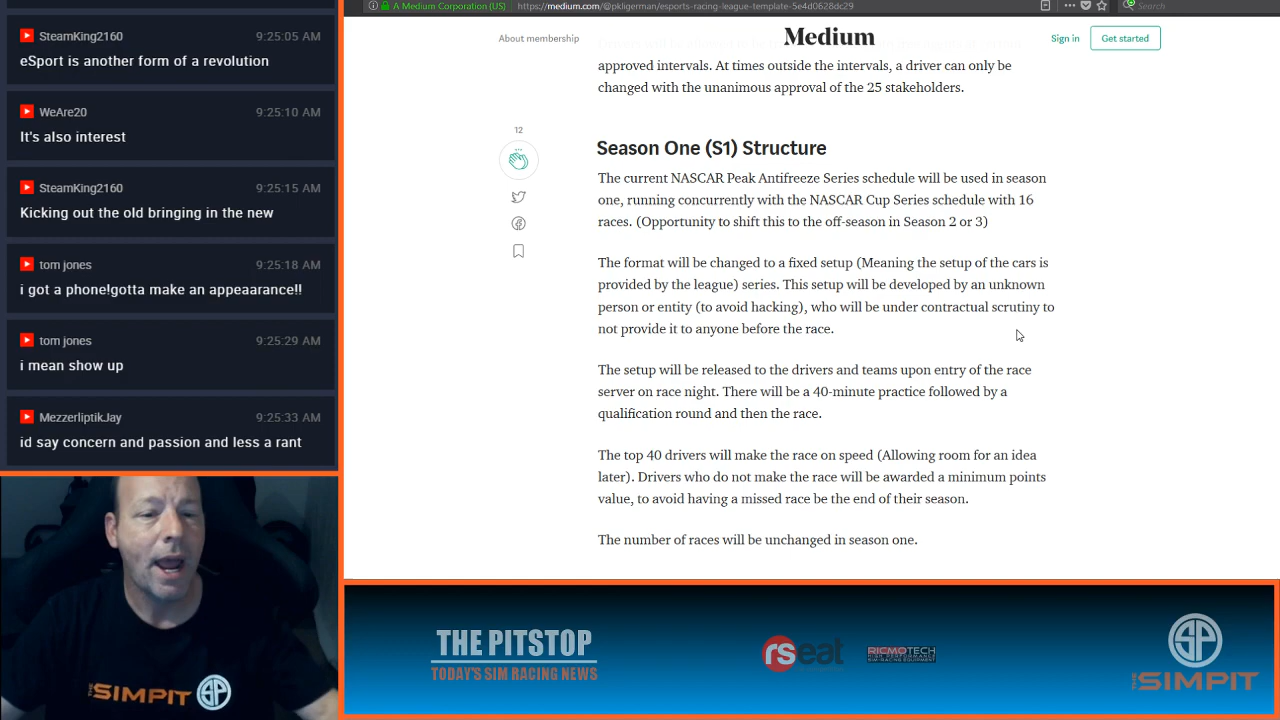 SteamKing2160 9:25:05 AM
eSport is another form of a revolution
WeAre20 9:25:10 AM
It's also interest
SteamKing2160 9:25:15 AM
Kicking out the old bringing in the new
tom jones 9:25:18 AM
i got a phone!gotta make an appeaarance!!
tom jones 9:25:29 AM
i mean show up
MezzerliptikJay 9:25:33 AM
id say concern and passion and less a rant
THE SIMPIT SP
A Medium Corporation (US) https://medium.com/@pkligerman/esports-racing-league-template-5e4d0628dc29 Search
About membership Medium Sign in Get started
approved intervals. At times outside the intervals, a driver can only be
changed with the unanimous approval of the 25 stakeholders.
12
Season One (S1) Structure
The current NASCAR Peak Antifreeze Series schedule will be used in season
one, running concurrently with the NASCAR Cup Series schedule with 16
races. (Opportunity to shift this to the off-season in Season 2 or 3)
The format will be changed to a fixed setup (Meaning the setup of the cars is
provided by the league) series. This setup will be developed by an unknown
person or entity (to avoid hacking), who will be under contractual scrutiny to
not provide it to anyone before the race.
The setup will be released to the drivers and teams upon entry of the race
server on race night. There will be a 40-minute practice followed by a
qualification round and then the race.
The top 40 drivers will make the race on speed (Allowing room for an idea
later). Drivers who do not make the race will be awarded a minimum points
value, to avoid having a missed race be the end of their season.
The number of races will be unchanged in season one.
THE PITSTOP
TODAY'S SIM RACING NEWS
rseat
RICMOTECH
SP
THE SIMPIT